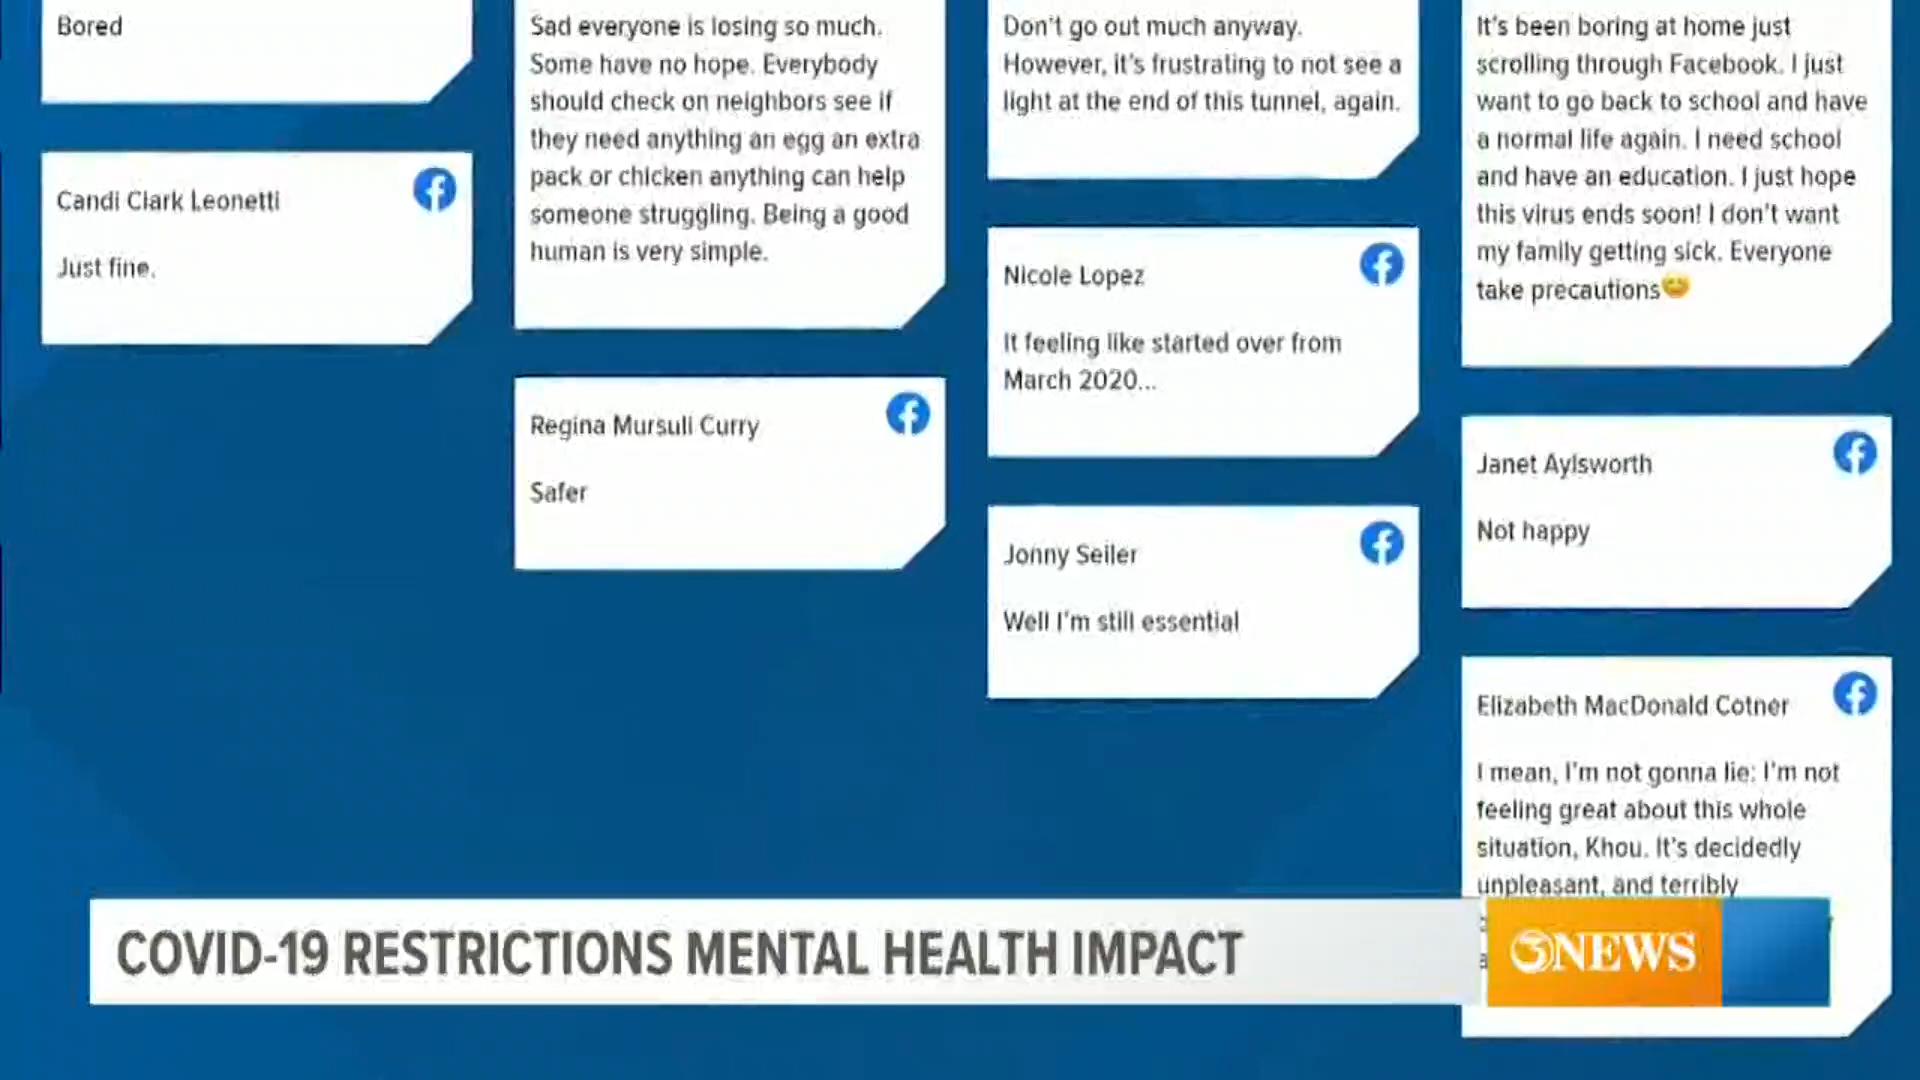 Bored
Candi Clark Leonetti
Just fine.
Sad everyone is losing so much.
Some have no hope. Everybody
should check on neighbors see if
they need anything an egg an extra
pack or chicken anything can help
someone struggling. Being a good
human is very simple.
Regina Mursuli Curry
Safer
Don't go out much anyway.
However, it's frustrating to not see a
light at the end of this tunnel, again.
Nicole Lopez
It feeling like started over from
March 2020...
Jonny Seiler
Well I'm still essential
It's been boring at home just
scrolling through Facebook. I just
want to go back to school and have
a normal life again. I need school
and have an education. I just hope
this virus ends soon! I don't want
my family getting sick. Everyone
take precautions😊
Janet Aylsworth
Not happy
Elizabeth MacDonald Cotner
I mean, I'm not gonna lie: I'm not
feeling great about this whole
situation, Khou. It's decidedly
unpleasant, and terribly
COVID-19 RESTRICTIONS MENTAL HEALTH IMPACT
3NEWS